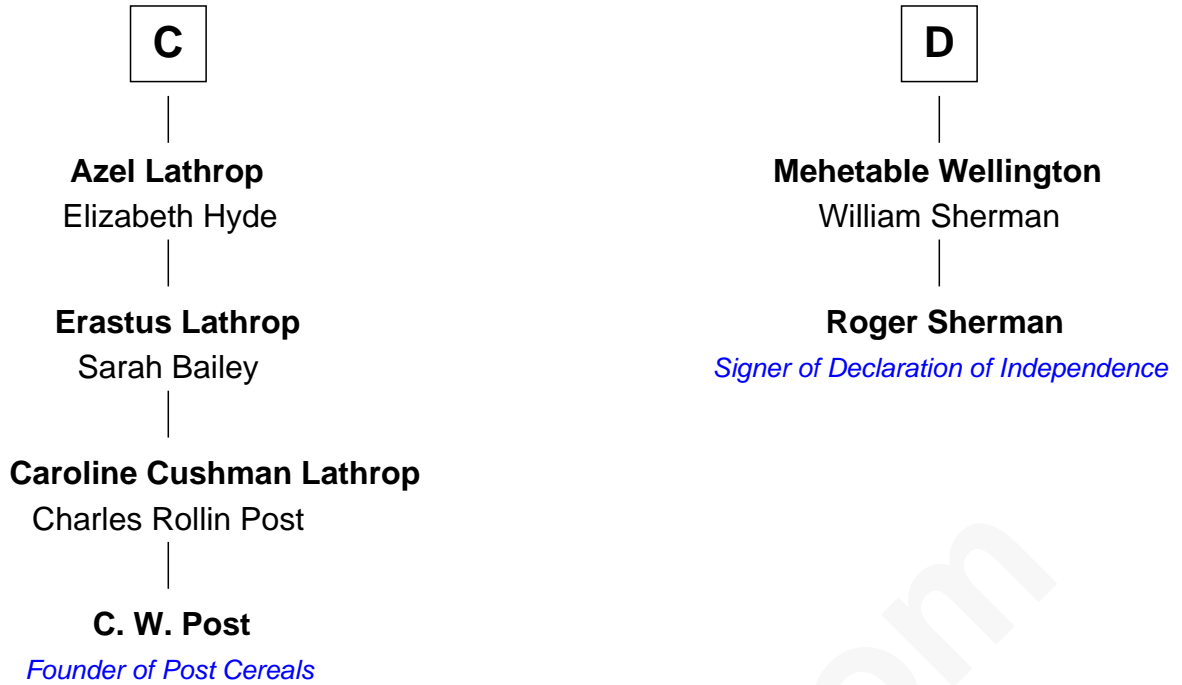 C
Azel Lathrop
Elizabeth Hyde
Erastus Lathrop
Sarah Bailey
Caroline Cushman Lathrop
Charles Rollin Post
C. W. Post
Founder of Post Cereals
D
Mehetable Wellington
William Sherman
Roger Sherman
Signer of Declaration of Independence
om